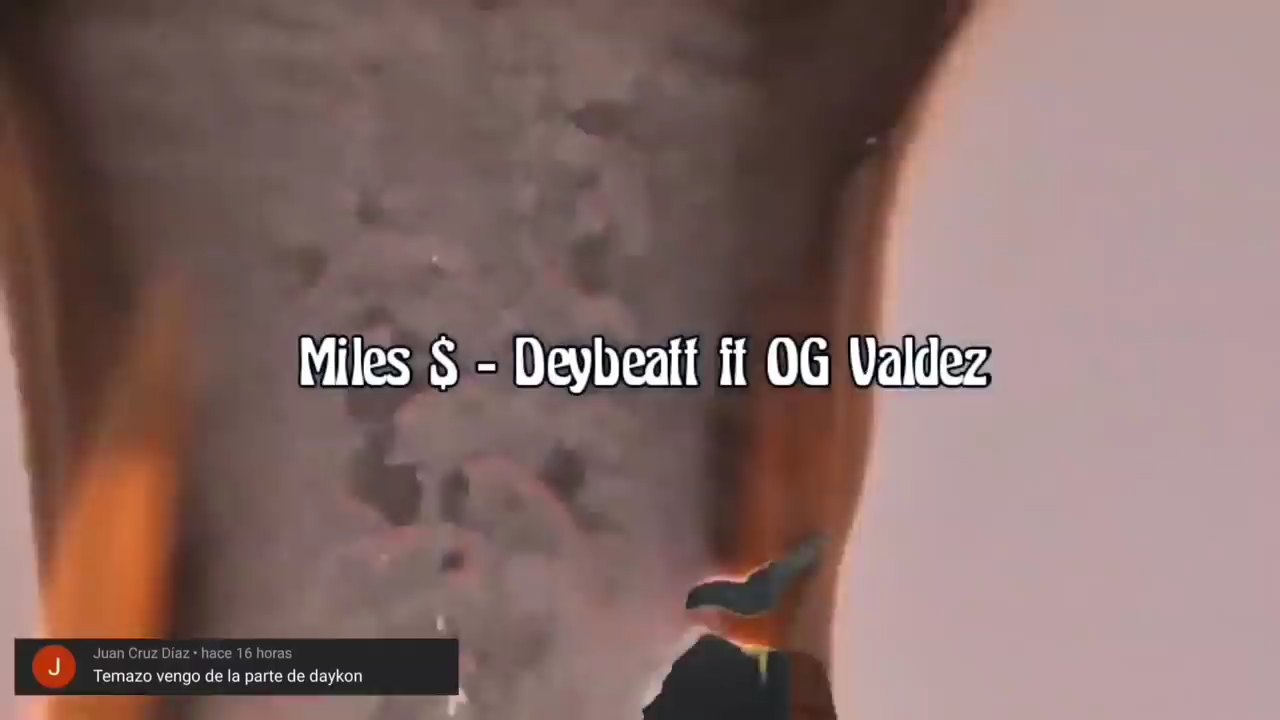 Miles $ - Deybeatt ft OG Valdez
J
Juan Cruz Díaz • hace 16 horas
Temazo vengo de la parte de daykon